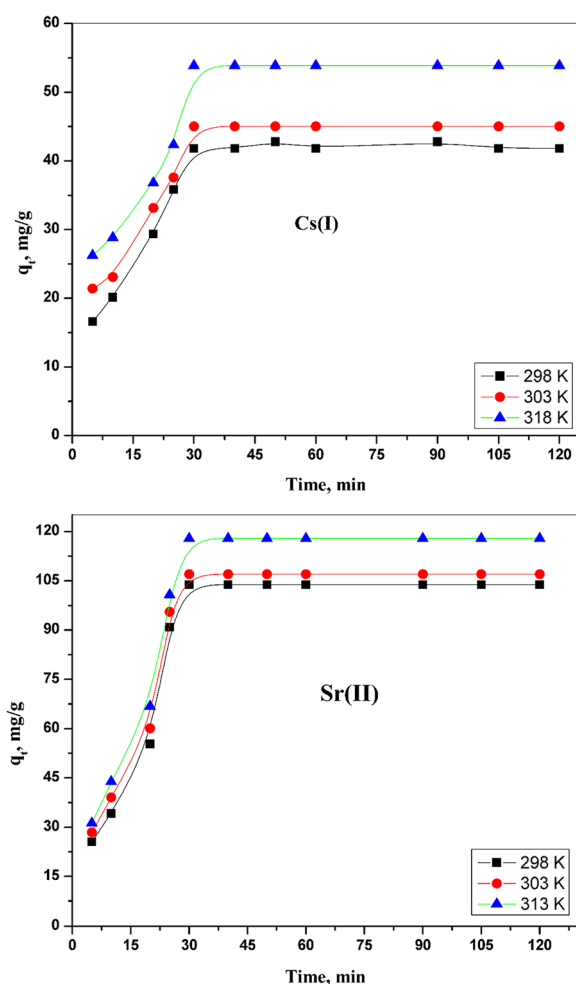 60
50
40
30
20
10
0
q_t, mg/g
Cs(I)
298 K
303 K
318 K
0 15 30 45 60 75 90 105 120
Time, min
120
105
90
75
60
45
30
15
0
q_t, mg/g
Sr(II)
298 K
303 K
313 K
0 15 30 45 60 75 90 105 120
Time, min